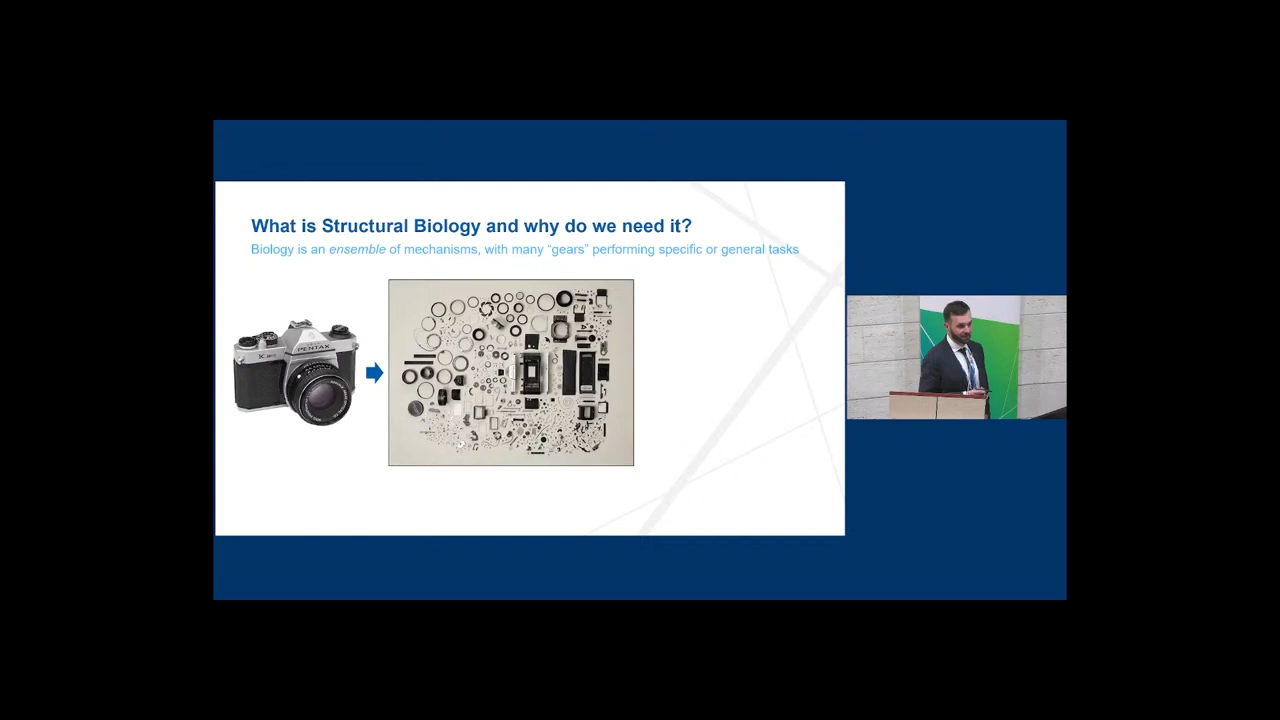 What is Structural Biology and why do we need it?
Biology is an ensemble of mechanisms, with many “gears” performing specific or general tasks
PENTAX